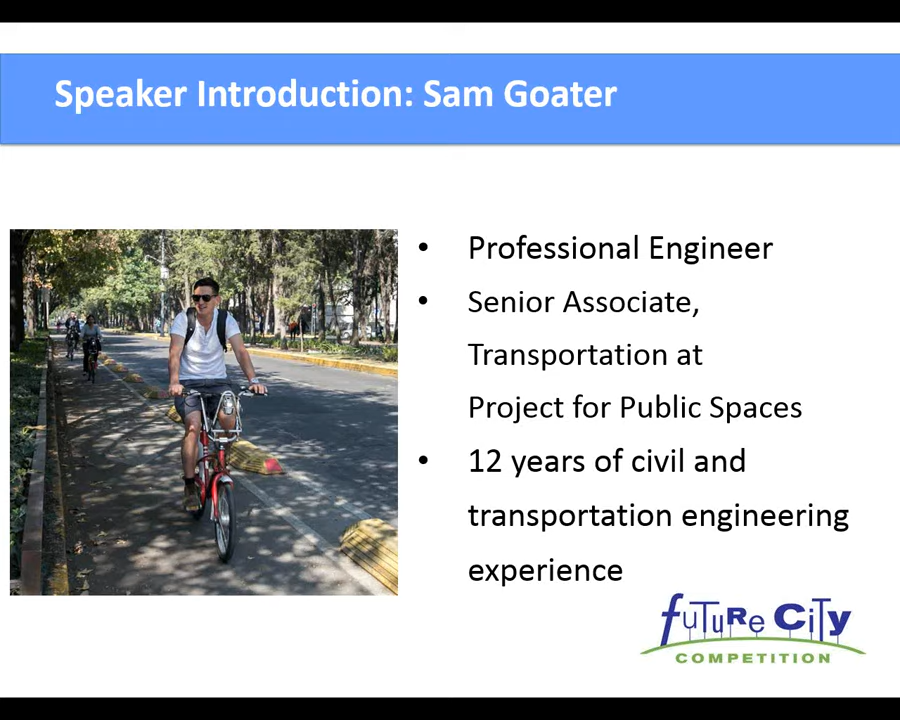 Speaker Introduction: Sam Goater
• Professional Engineer
• Senior Associate,
Transportation at
Project for Public Spaces
• 12 years of civil and
transportation engineering
experience
FUTURE CiTy
COMPETITION